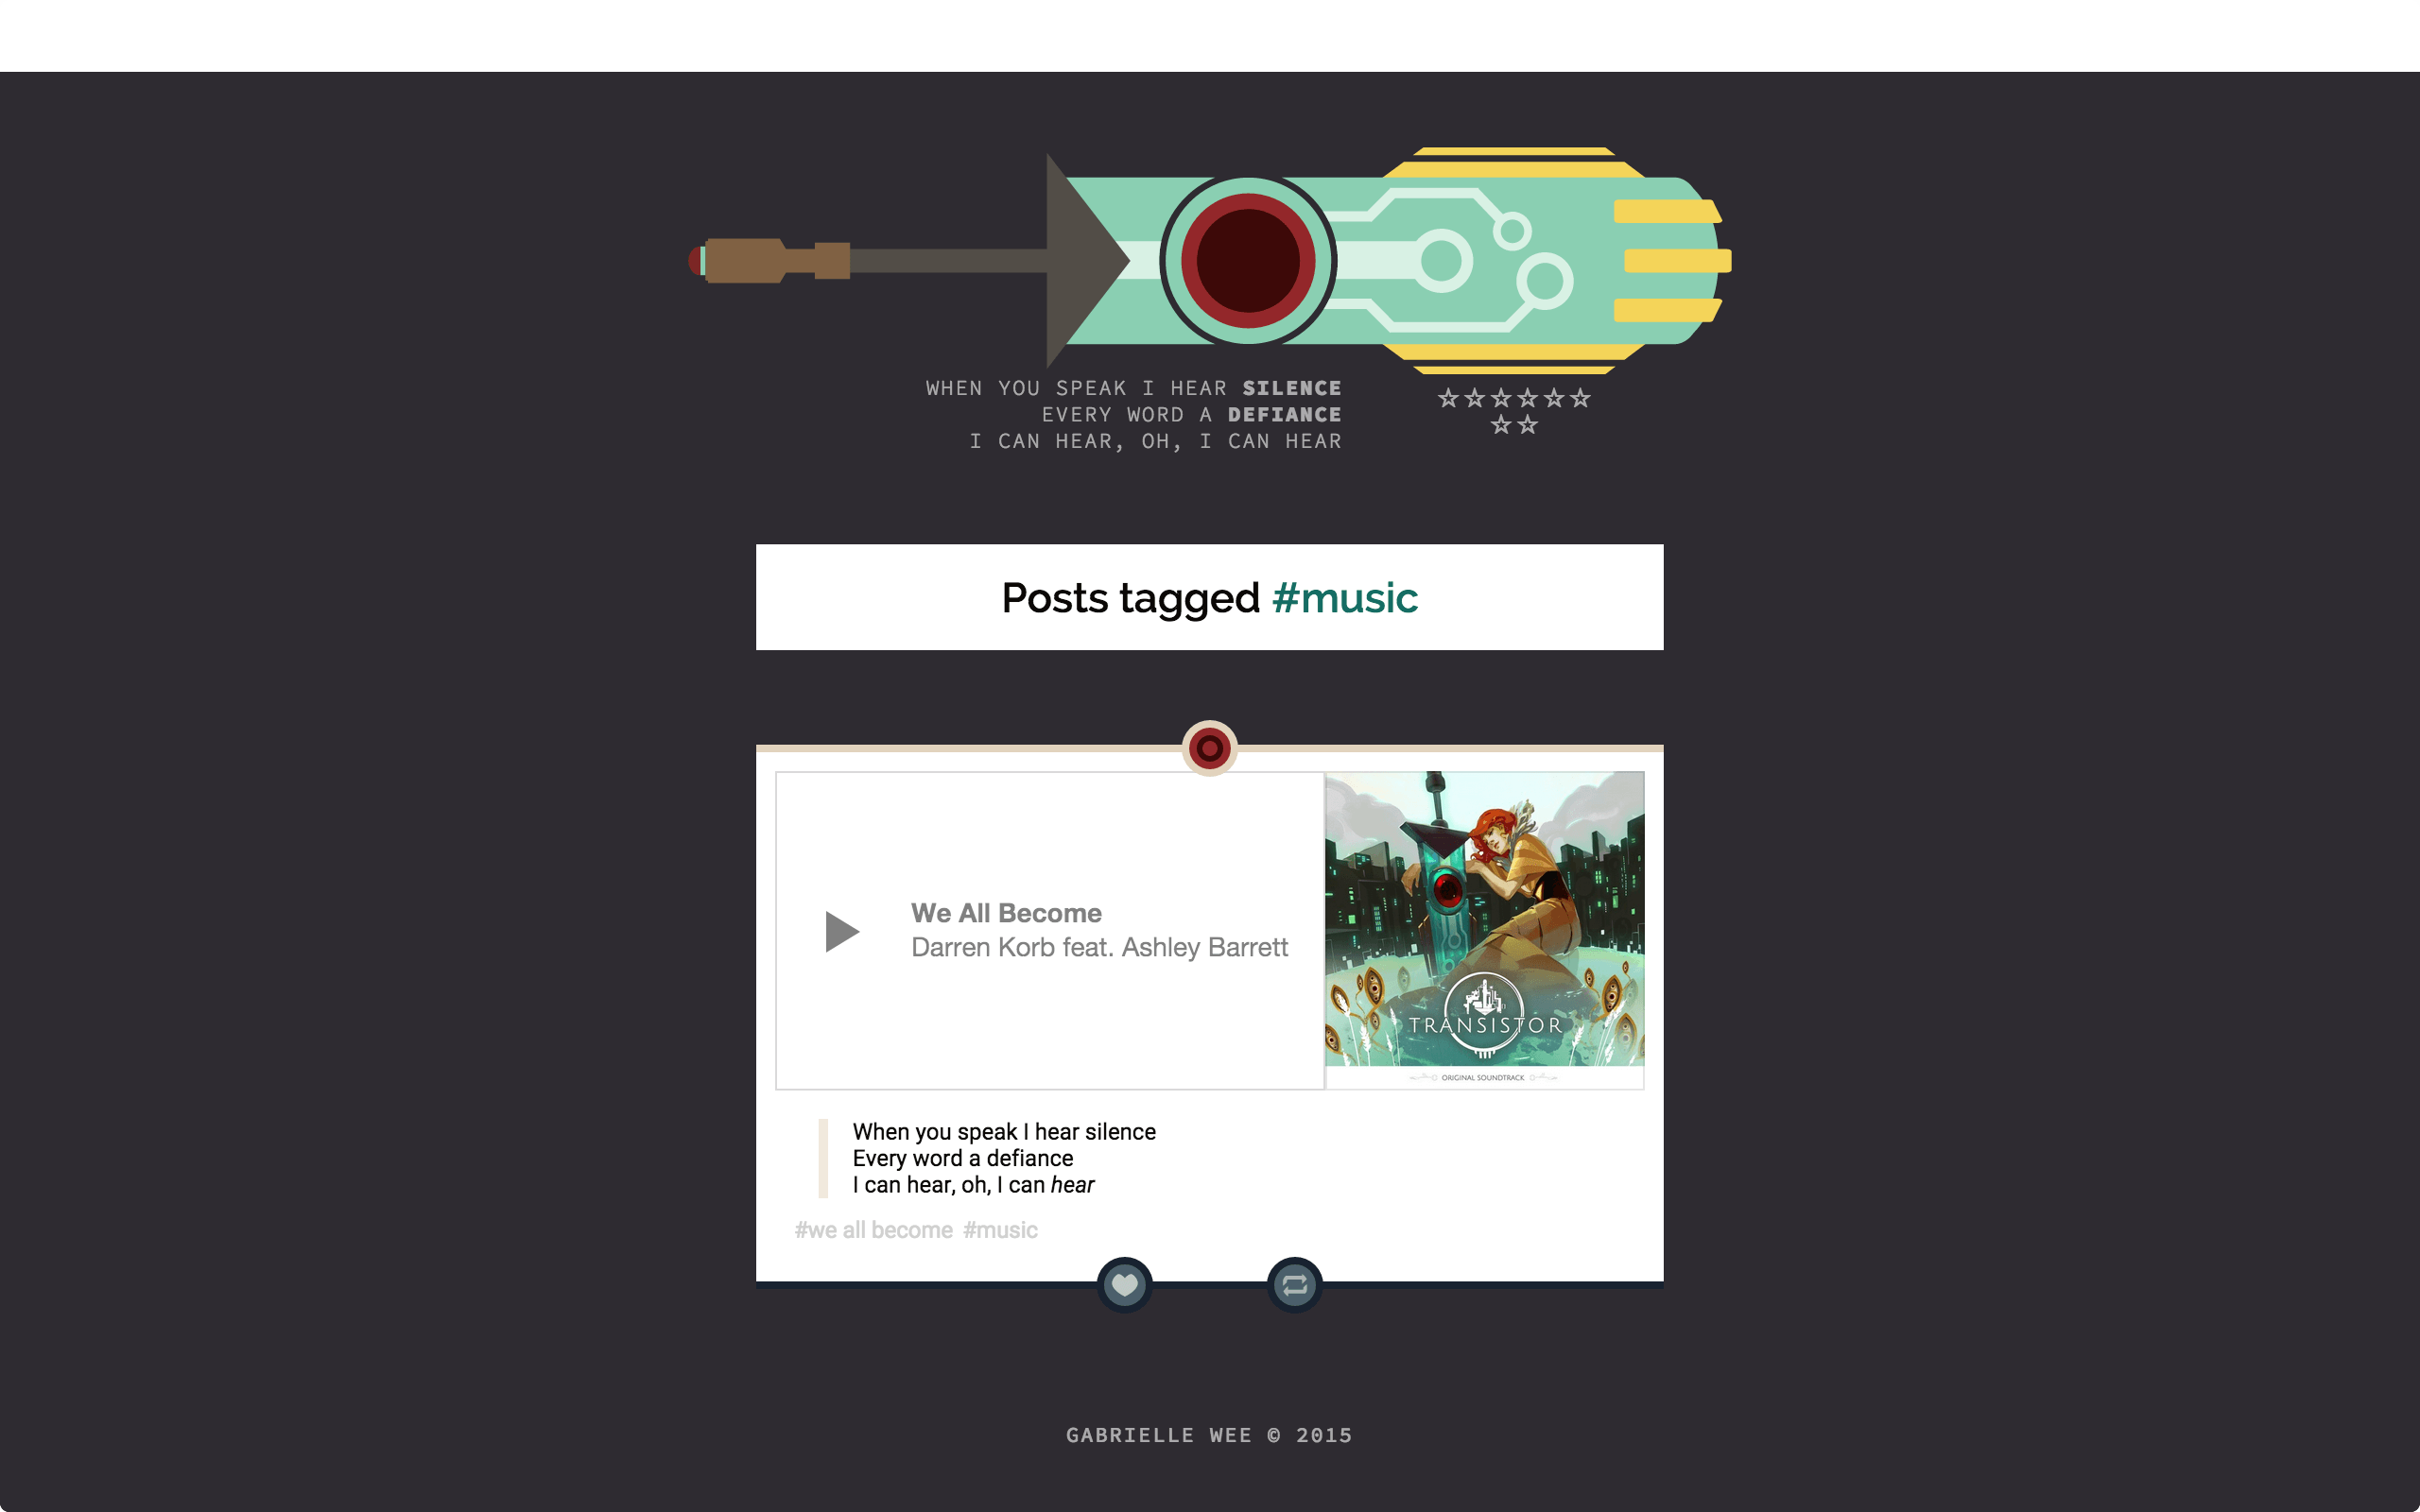 WHEN YOU SPEAK I HEAR SILENCE
EVERY WORD A DEFIANCE
I CAN HEAR, OH, I CAN HEAR
Posts tagged #music
We All Become
Darren Korb feat. Ashley Barrett
TRANSISTOR
ORIGINAL SOUNDTRACK
When you speak I hear silence
Every word a defiance
I can hear, oh, I can hear
#we all become #music
GABRIELLE WEE © 2015